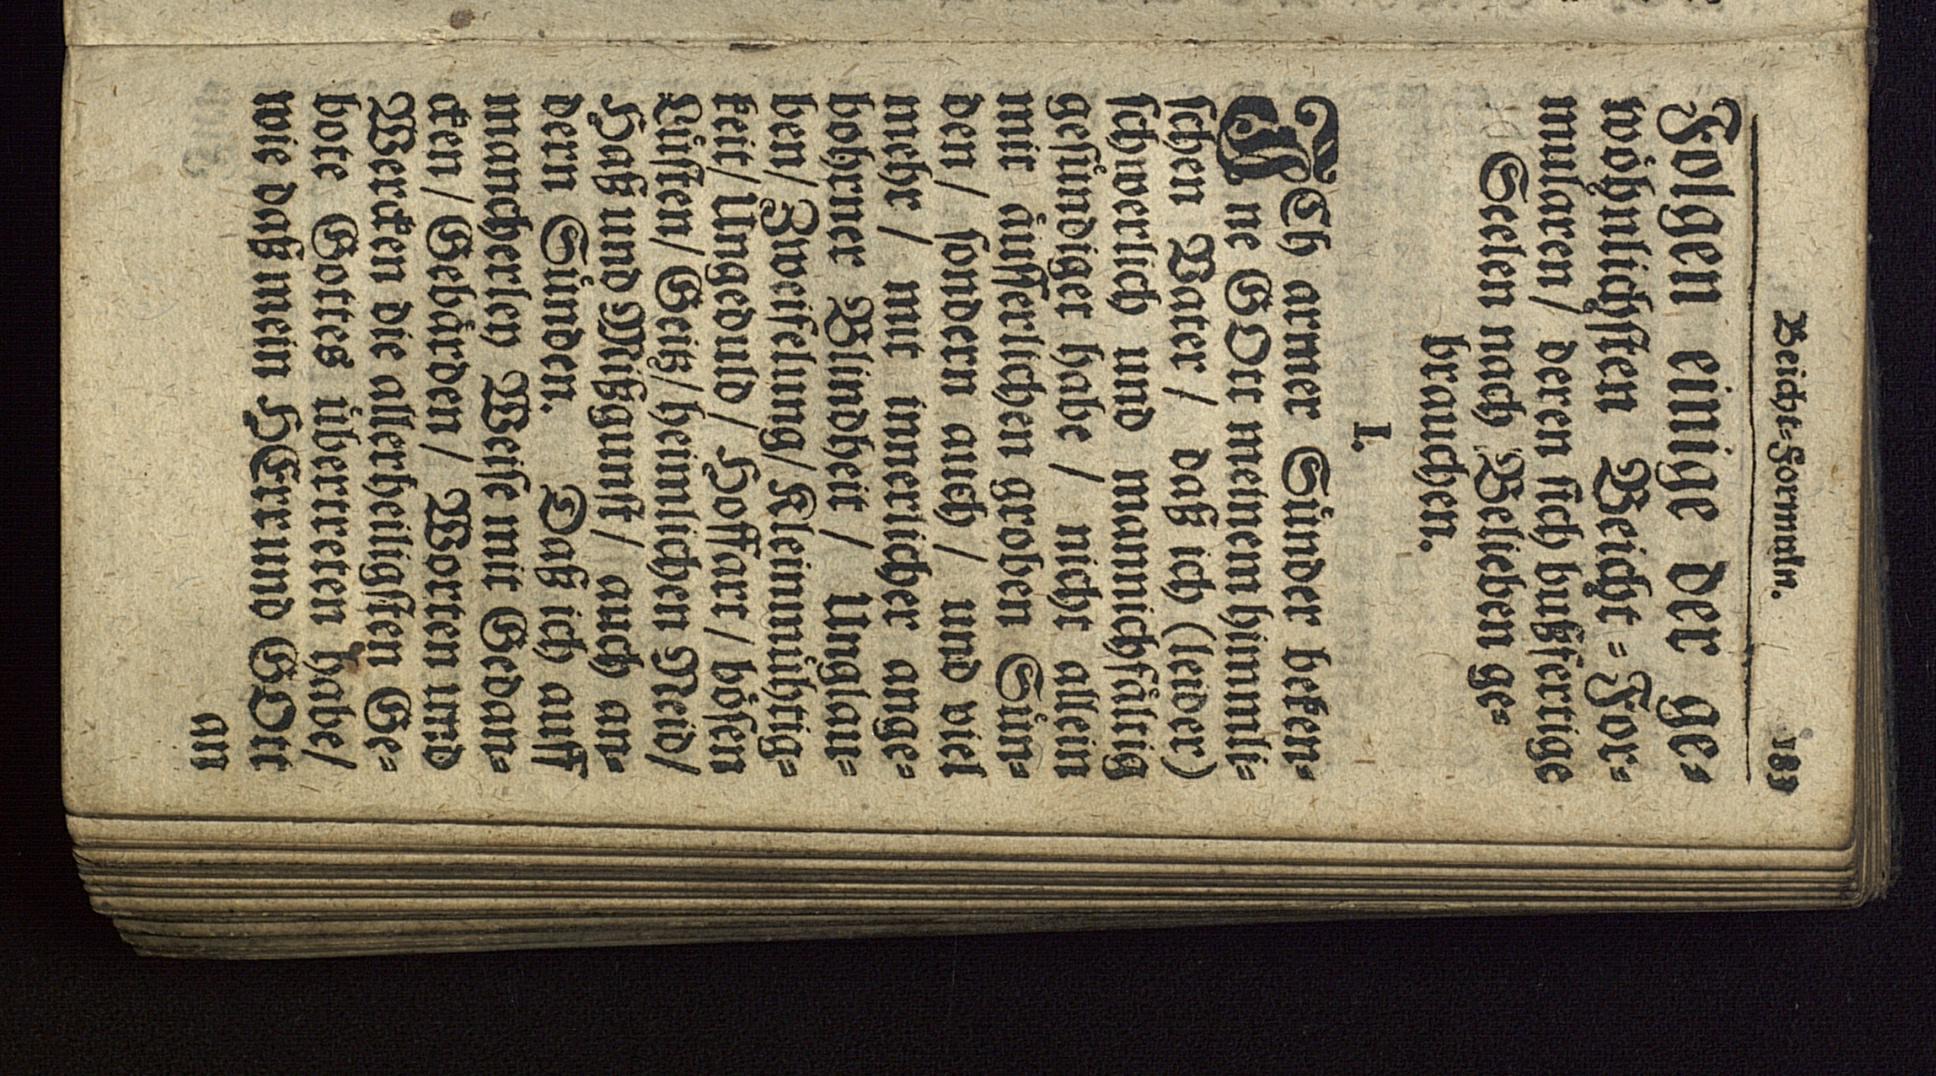 Beicht-Formuln. 183
Folgen einige der ge-
wöhnlichsten Beicht-For-
mularen / deren sich bußfertige
Seelen nach Belieben ge-
brauchen.
I.
ICh armer Sünder beken-
ne GOtt meinem himmli-
schen Vater / daß ich (leyder)
schwerlich und mannichfältig
gesündiget habe / nicht allein
mit äusserlichen groben Sün-
den / sondern auch / und viel
mehr / mit innerlicher ange-
bohrner Blindheit / Unglau-
ben / Zweifelung / Kleinmühtig-
keit / Ungeduld / Hoffart / bösen
Lüsten / Geitz / heimlichen Neid /
Haß und Mißgunst / auch an-
dern Sünden. Daß ich auff
mancherley Weise mit Gedan-
cken / Gebärden / Worten und
Wercken die allerheiligsten Ge-
bote Gottes übertreten habe /
wie daß mein HErr und GOtt
an